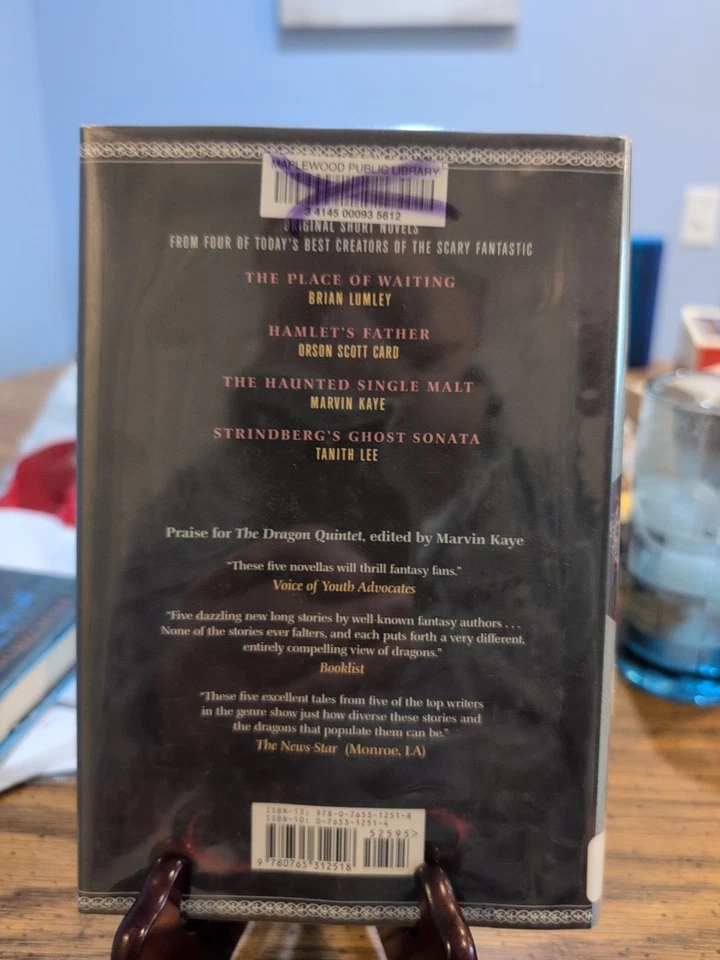 MAPLEWOOD PUBLIC LIBRARY
3 4145 00093 5612
ORIGINAL SHORT NOVELS
FROM FOUR OF TODAY'S BEST CREATORS OF THE SCARY FANTASTIC
THE PLACE OF WAITING
BRIAN LUMLEY
HAMLET'S FATHER
ORSON SCOTT CARD
THE HAUNTED SINGLE MALT
MARVIN KAYE
STRINDBERG'S GHOST SONATA
TANITH LEE
Praise for The Dragon Quintet, edited by Marvin Kaye
"These five novellas will thrill fantasy fans."
Voice of Youth Advocates
"Five dazzling new long stories by well-known fantasy authors . . .
None of the stories ever falters, and each puts forth a very different,
entirely compelling view of dragons."
Booklist
"These five excellent tales from five of the top writers
in the genre show just how diverse these stories and
the dragons that populate them can be."
The News-Star (Monroe, LA)
ISBN-13: 978-0-7653-1251-8
ISBN-10: 0-7653-1251-4
52595>
9 780765 312518